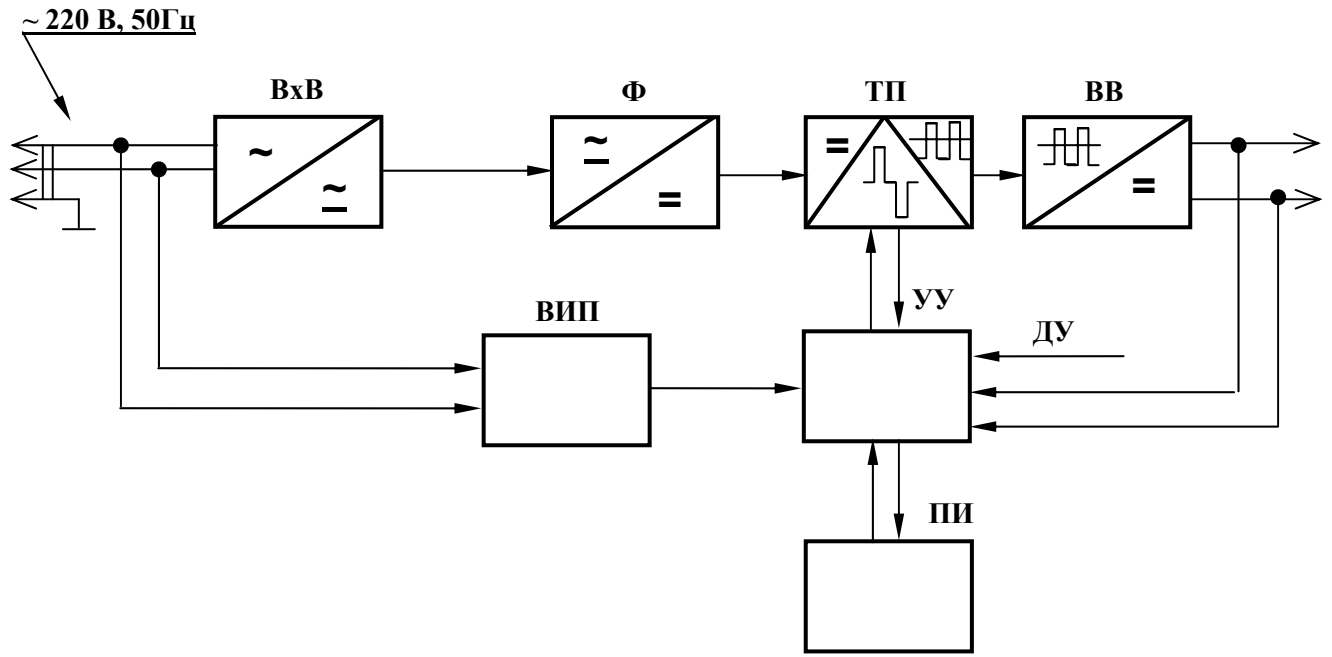 ~ 220 В, 50Гц
ВхВ
Ф
ТП
ВВ
~
~
~
=
=
=
УУ
ВИП
ДУ
ПИ